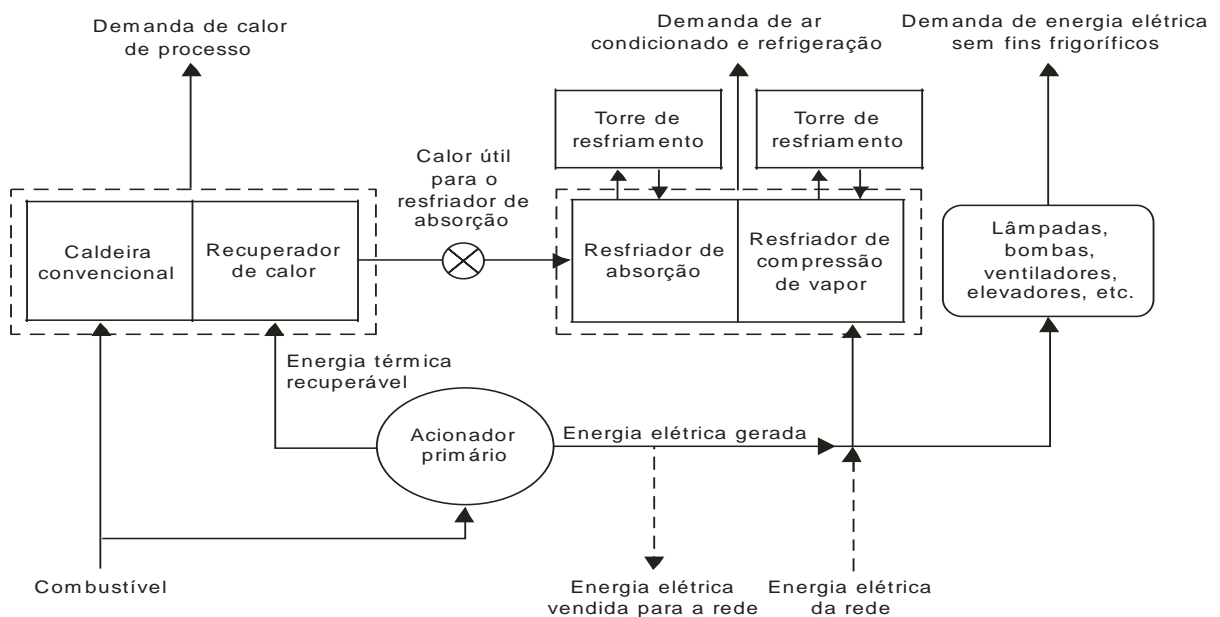 Demanda de calor
de processo
Demanda de ar
condicionado e refrigeração
Demanda de energia elétrica
sem fins frigoríficos
Torre de
resfriamento
Torre de
resfriamento
Calor útil
para o
resfriador de
absorção
Caldeira
convencional
Recuperador
de calor
Resfriador de
absorção
Resfriador de
compressão
de vapor
Lâmpadas,
bombas,
ventiladores,
elevadores, etc.
Energia térmica
recuperável
Acionador
primário
Energia elétrica gerada
Combustível
Energia elétrica
vendida para a rede
Energia elétrica
da rede